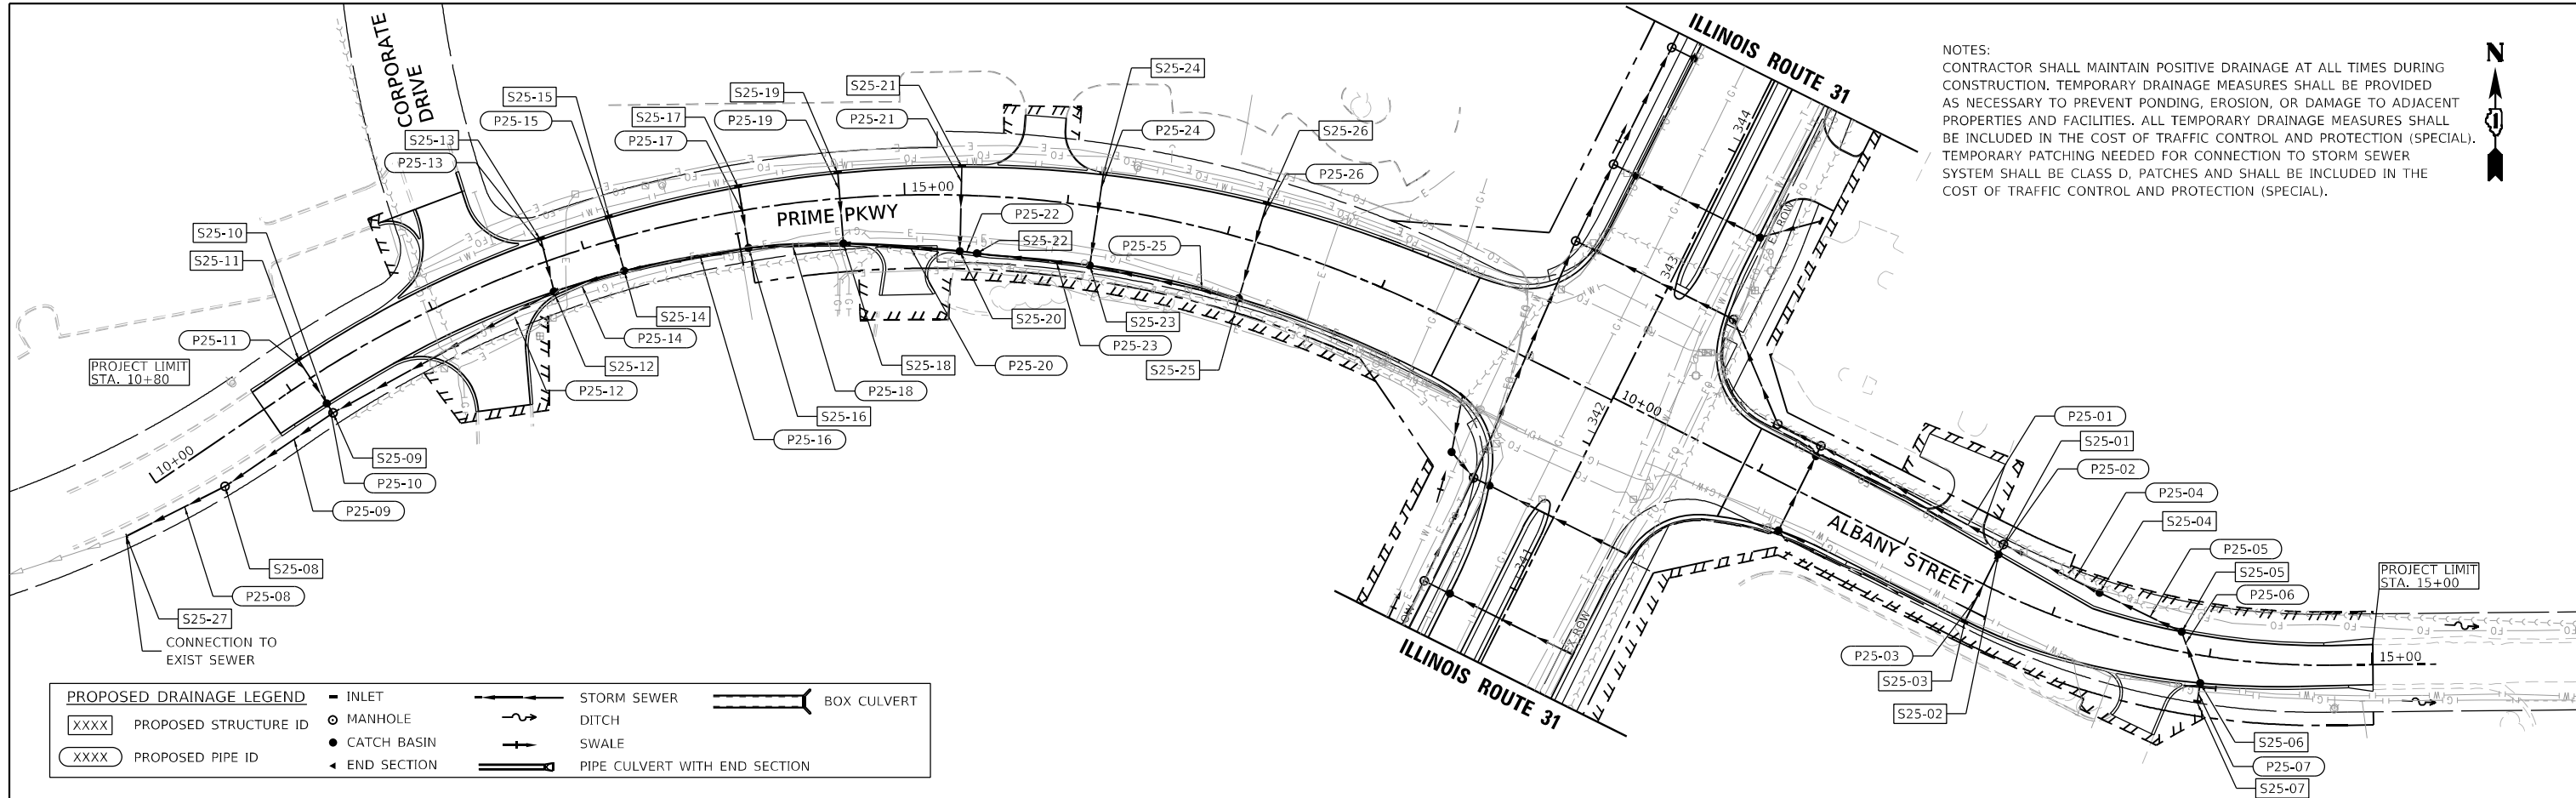 CORPORATE
DRIVE
ILLINOIS ROUTE 31
NOTES:
CONTRACTOR SHALL MAINTAIN POSITIVE DRAINAGE AT ALL TIMES DURING
CONSTRUCTION. TEMPORARY DRAINAGE MEASURES SHALL BE PROVIDED
AS NECESSARY TO PREVENT PONDING, EROSION, OR DAMAGE TO ADJACENT
PROPERTIES AND FACILITIES. ALL TEMPORARY DRAINAGE MEASURES SHALL
BE INCLUDED IN THE COST OF TRAFFIC CONTROL AND PROTECTION (SPECIAL).
TEMPORARY PATCHING NEEDED FOR CONNECTION TO STORM SEWER
SYSTEM SHALL BE CLASS D, PATCHES AND SHALL BE INCLUDED IN THE
COST OF TRAFFIC CONTROL AND PROTECTION (SPECIAL).
N
S25-15
P25-15
S25-13
P25-13
S25-17
P25-17
S25-19
P25-19
S25-21
P25-21
S25-24
P25-24
S25-26
P25-26
S25-10
S25-11
P25-11
PROJECT LIMIT
STA. 10+80
10+00
15+00
PRIME PKWY
P25-22
S25-22
P25-25
S25-20
S25-23
P25-23
S25-25
S25-14
P25-14
S25-12
P25-12
S25-18
P25-18
P25-20
S25-16
P25-16
S25-09
P25-10
P25-09
S25-08
P25-08
S25-27
CONNECTION TO
EXIST SEWER
344
343
342
341
10+00
EX ROW
EX ROW
ILLINOIS ROUTE 31
ALBANY STREET
P25-01
S25-01
P25-02
P25-04
S25-04
P25-05
S25-05
P25-06
PROJECT LIMIT
STA. 15+00
15+00
P25-03
S25-03
S25-02
S25-06
P25-07
S25-07
PROPOSED DRAINAGE LEGEND
XXXX PROPOSED STRUCTURE ID
XXXX PROPOSED PIPE ID
INLET
MANHOLE
CATCH BASIN
END SECTION
STORM SEWER
DITCH
SWALE
PIPE CULVERT WITH END SECTION
BOX CULVERT